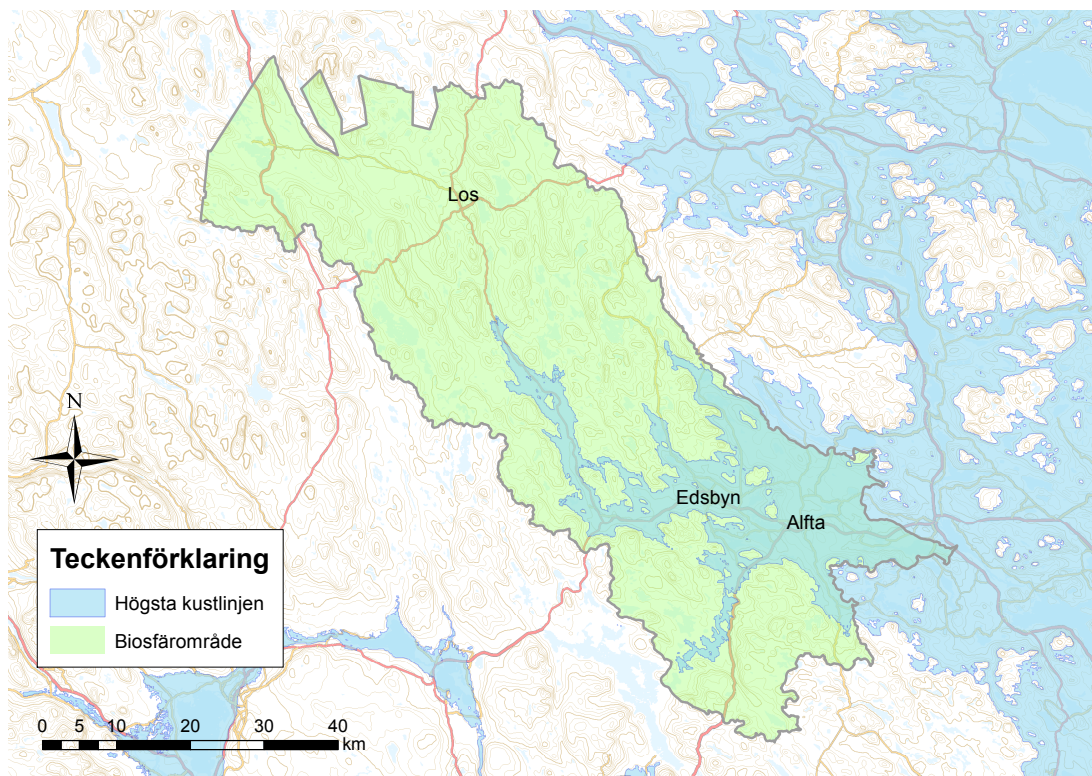 Los
N
Edsbyn
Alfta
Teckenförklaring
Högsta kustlinjen
Biosfärområde
0 5 10 20 30 40
km